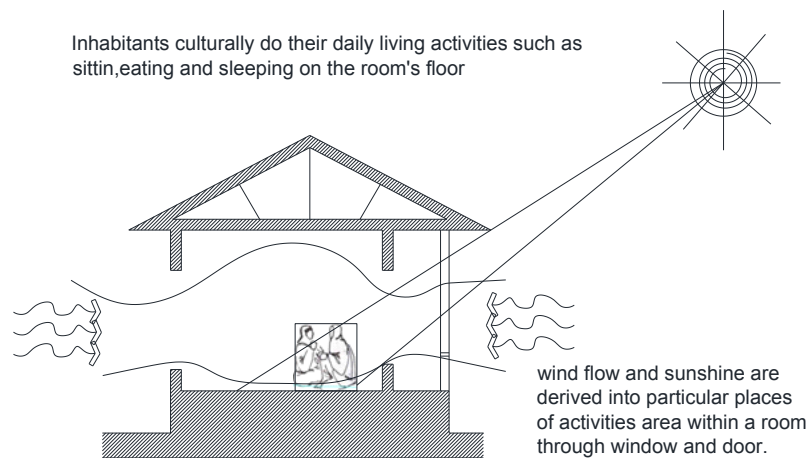 Inhabitants culturally do their daily living activities such as
sittin,eating and sleeping on the room's floor
wind flow and sunshine are
derived into particular places
of activities area within a room
through window and door.